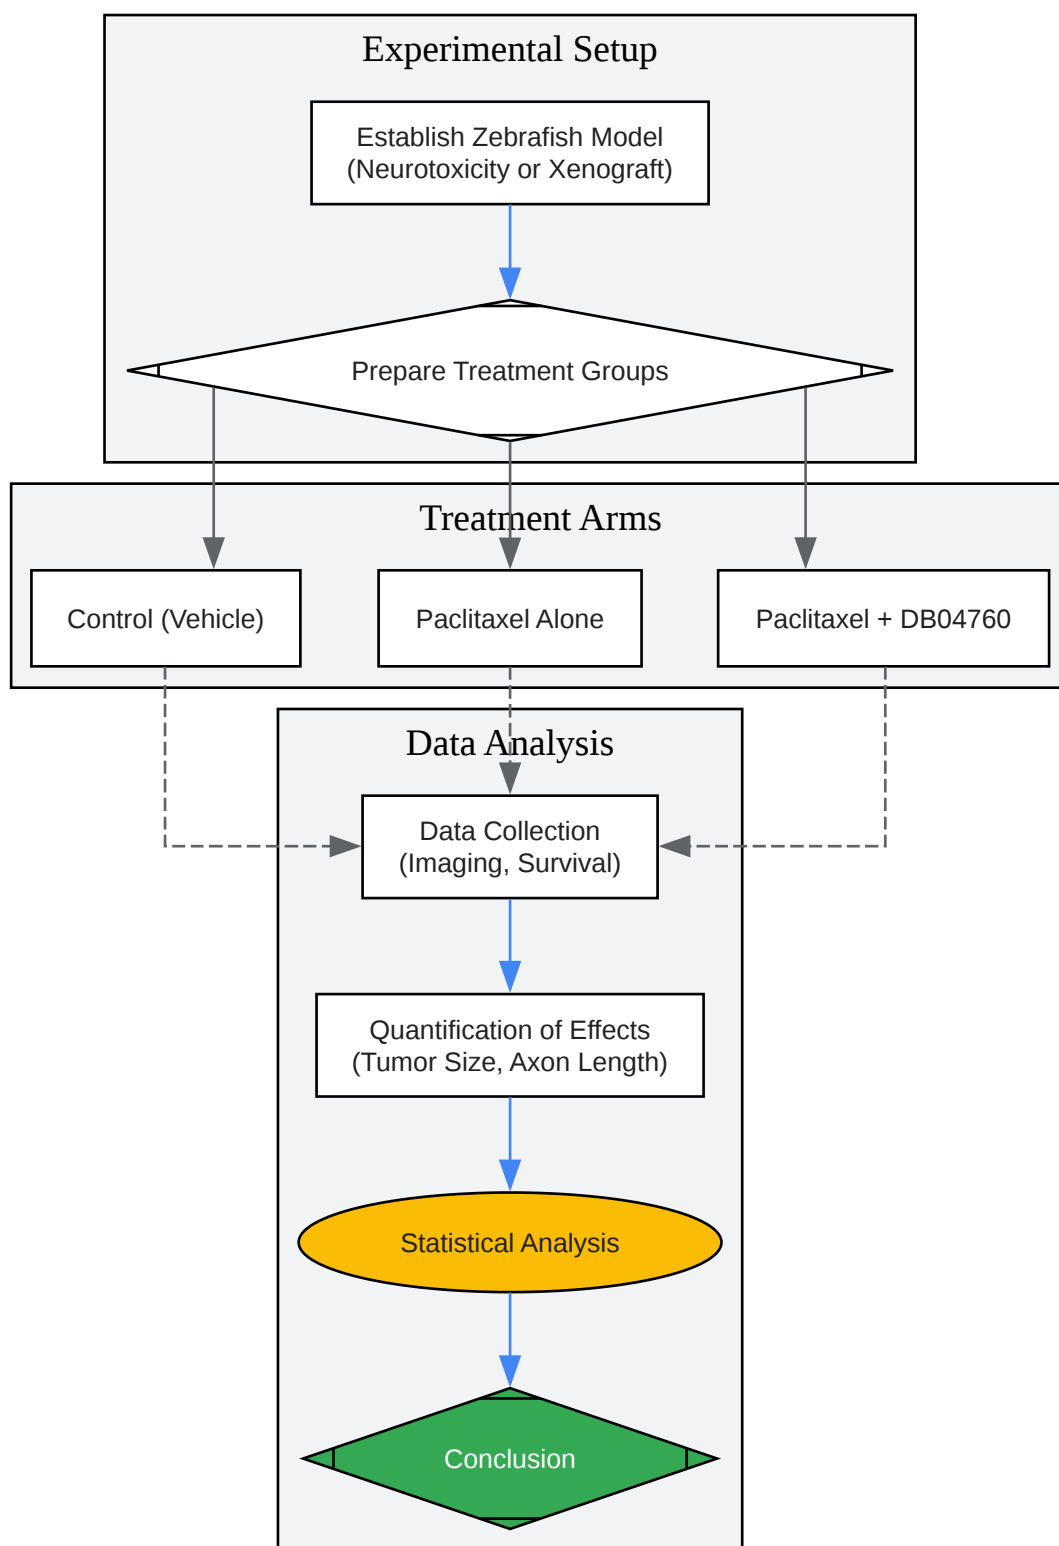 Experimental Setup
Establish Zebrafish Model
(Neurotoxicity or Xenograft)
Prepare Treatment Groups
Treatment Arms
Control (Vehicle)
Paclitaxel Alone
Paclitaxel + DB04760
Data Analysis
Data Collection
(Imaging, Survival)
Quantification of Effects
(Tumor Size, Axon Length)
Statistical Analysis
Conclusion